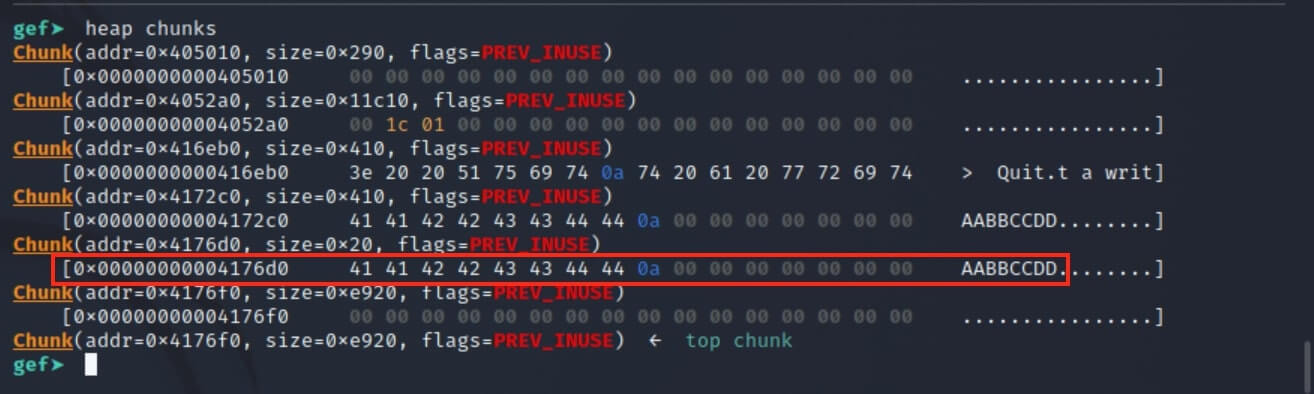 gef➤  heap chunks
Chunk(addr=0×405010, size=0×290, flags=PREV_INUSE)
    [0×0000000000405010     00 00 00 00 00 00 00 00 00 00 00 00 00 00 00 00    ................]
Chunk(addr=0×4052a0, size=0×11c10, flags=PREV_INUSE)
    [0×00000000004052a0     00 1c 01 00 00 00 00 00 00 00 00 00 00 00 00 00    ................]
Chunk(addr=0×416eb0, size=0×410, flags=PREV_INUSE)
    [0×0000000000416eb0     3e 20 20 51 75 69 74 0a 74 20 61 20 77 72 69 74    >  Quit.t a writ]
Chunk(addr=0×4172c0, size=0×410, flags=PREV_INUSE)
    [0×00000000004172c0     41 41 42 42 43 43 44 44 0a 00 00 00 00 00 00 00    AABBCCDD........]
Chunk(addr=0×4176d0, size=0×20, flags=PREV_INUSE)
    [0×00000000004176d0     41 41 42 42 43 43 44 44 0a 00 00 00 00 00 00 00    AABBCCDD........]
Chunk(addr=0×4176f0, size=0×e920, flags=PREV_INUSE)
    [0×00000000004176f0     00 00 00 00 00 00 00 00 00 00 00 00 00 00 00 00    ................]
Chunk(addr=0×4176f0, size=0×e920, flags=PREV_INUSE)  ←  top chunk
gef➤